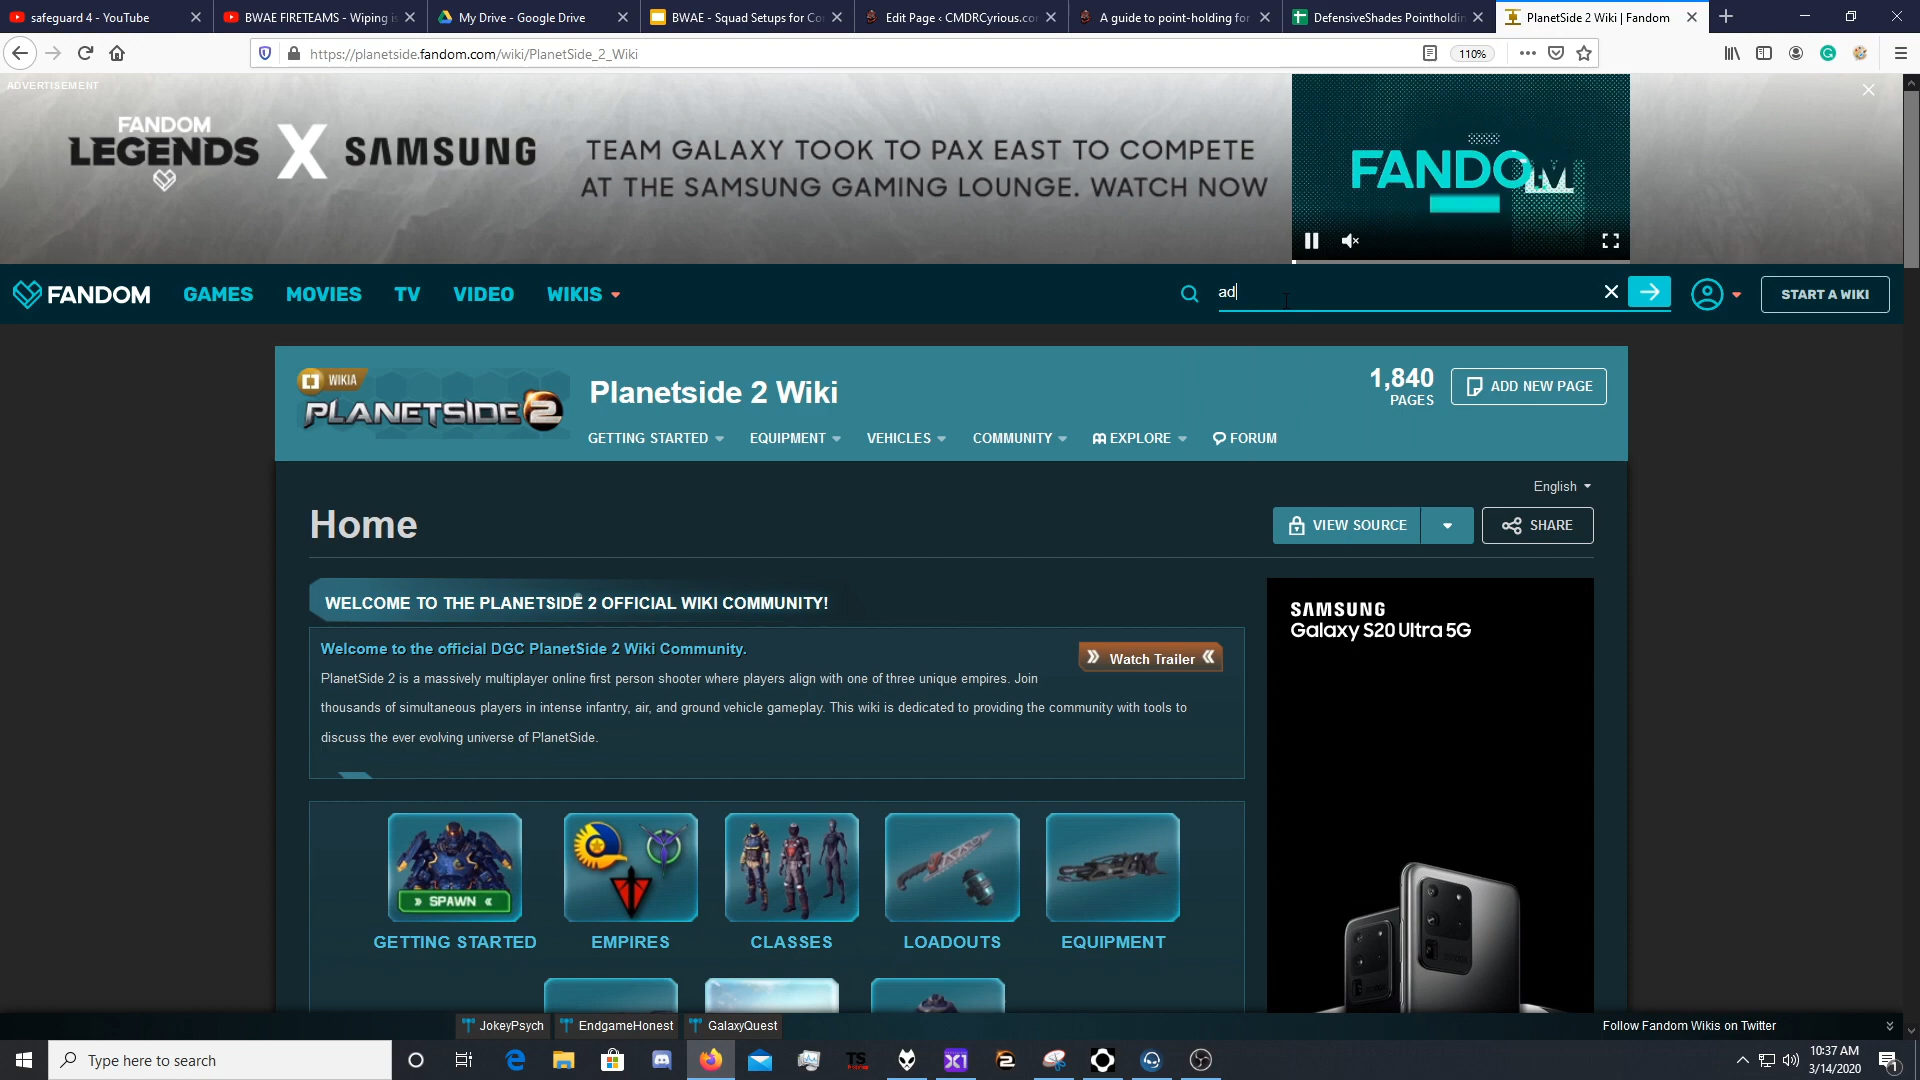 safeguard 4 - YouTube
BWAE FIRETEAMS - Wiping is
My Drive - Google Drive
BWAE - Squad Setups for Co
Edit Page ‹ CMDRCyrious.co
A guide to point-holding for
DefensiveShades Pointholdin
PlanetSide 2 Wiki | Fandom
https://planetside.fandom.com/wiki/PlanetSide_2_Wiki
110%
ADVERTISEMENT
FANDOM
LEGENDS X SAMSUNG
TEAM GALAXY TOOK TO PAX EAST TO COMPETE
AT THE SAMSUNG GAMING LOUNGE. WATCH NOW
FANDOM
FANDOM GAMES MOVIES TV VIDEO WIKIS
ad
START A WIKI
WIKIA
PLANETSIDE 2
Planetside 2 Wiki
1,840
PAGES
ADD NEW PAGE
GETTING STARTED EQUIPMENT VEHICLES COMMUNITY EXPLORE FORUM
English
Home
VIEW SOURCE
SHARE
WELCOME TO THE PLANETSIDE 2 OFFICIAL WIKI COMMUNITY!
Welcome to the official DGC PlanetSide 2 Wiki Community.
Watch Trailer
PlanetSide 2 is a massively multiplayer online first person shooter where players align with one of three unique empires. Join
thousands of simultaneous players in intense infantry, air, and ground vehicle gameplay. This wiki is dedicated to providing the community with tools to
discuss the ever evolving universe of PlanetSide.
SAMSUNG
Galaxy S20 Ultra 5G
» SPAWN «
GETTING STARTED EMPIRES CLASSES LOADOUTS EQUIPMENT
JokeyPsych EndgameHonest GalaxyQuest
Follow Fandom Wikis on Twitter
Type here to search
TS
X1
2
10:37 AM
3/14/2020
1